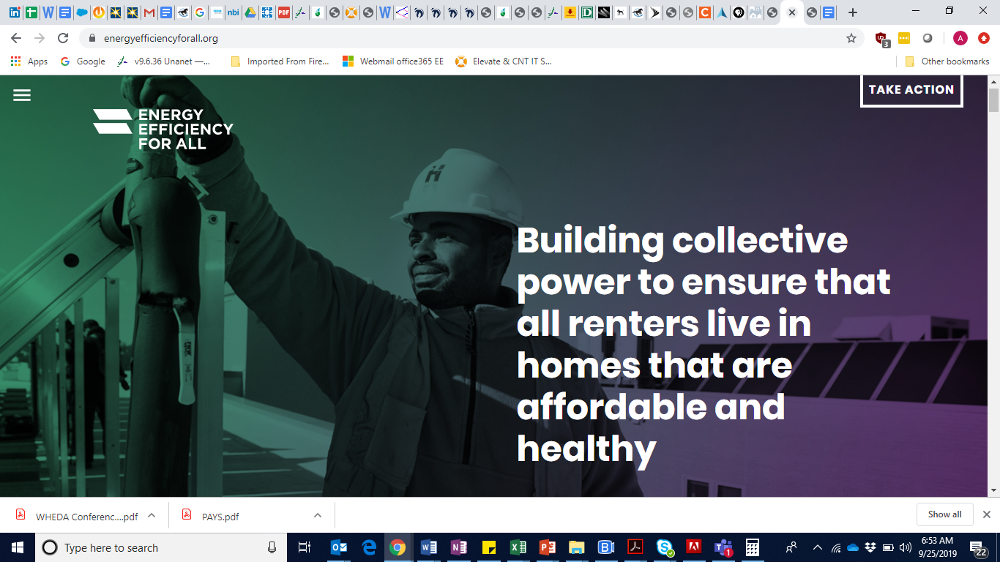 energyefficiencyforall.org
3
A
Apps
Google
v9.6.36 Unanet —...
Imported From Fire...
Webmail office365 EE
Elevate & CNT IT S...
Other bookmarks
TAKE ACTION
ENERGY
EFFICIENCY
FOR ALL
Building collective
power to ensure that
all renters live in
homes that are
affordable and
healthy
WHEDA Conferenc....pdf
PAYS.pdf
Show all
Type here to search
6:53 AM
9/25/2019
22